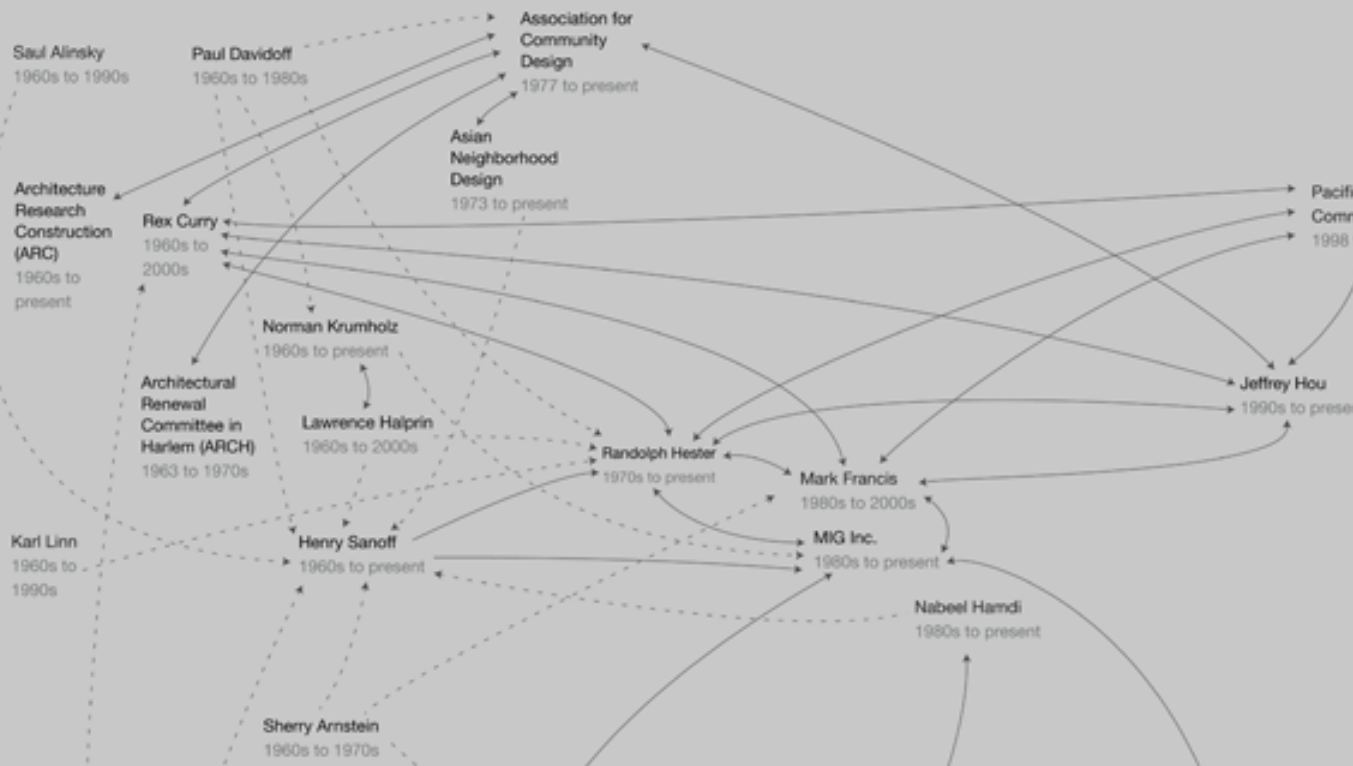 Association for
Community
Design
1977 to present
Saul Alinsky
1960s to 1990s
Paul Davidoff
1960s to 1980s
Asian
Neighborhood
Design
1973 to present
Architecture
Research
Construction
(ARC)
1960s to
present
Rex Curry
1960s to
2000s
1998
Norman Krumholz
1960s to present
Architectural
Renewal
Committee in
Harlem (ARCH)
1963 to 1970s
Lawrence Halprin
1960s to 2000s
Jeffrey Hou
1990s to
Randolph Hester
1970s to present
Mark Francis
1980s to 2000s
Karl Linn
1960s to
1990s
Henry Sanoff
1960s to present
MIG Inc.
1980s to present
Nabeel Hamdi
1980s to present
Sherry Arnstein
1960s to 1970s